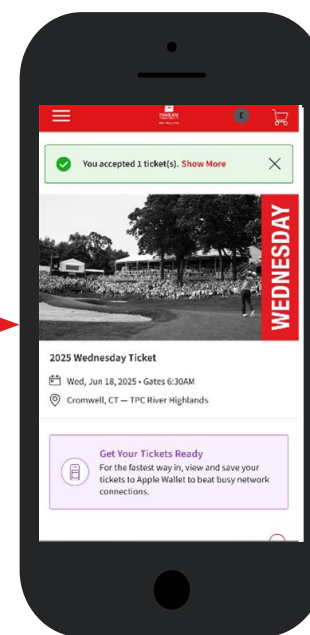 TRAVELERS
E
You accepted 1 ticket(s). Show More
WEDNESDAY
2025 Wednesday Ticket
Wed, Jun 18, 2025 • Gates 6:30AM
Cromwell, CT — TPC River Highlands
Get Your Tickets Ready
For the fastest way in, view and save your
tickets to Apple Wallet to beat busy network
connections.